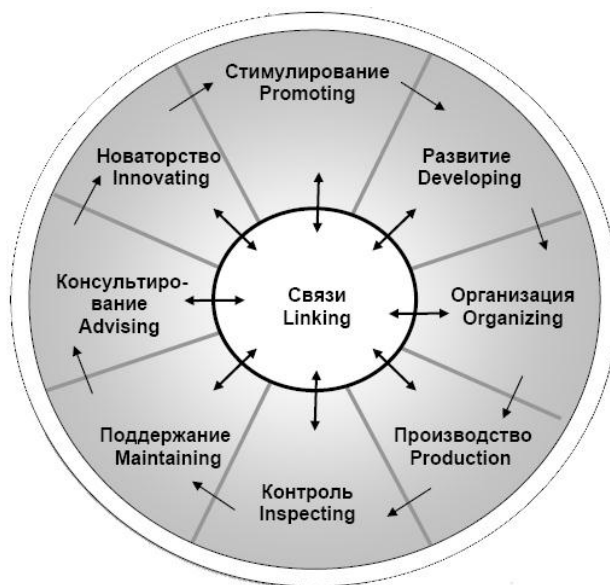 Стимулирование
Promoting
Новаторство
Innovating
Развитие
Developing
Консультиро-
вание
Advising
Связи
Linking
Организация
Organizing
Поддержание
Maintaining
Производство
Production
Контроль
Inspecting